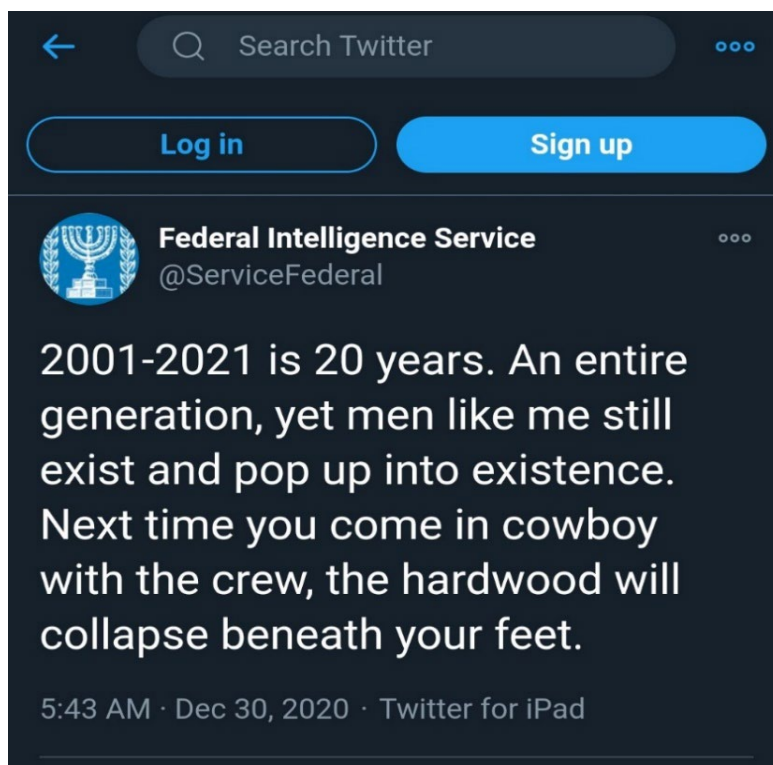 Search Twitter
Log in
Sign up
Federal Intelligence Service
@ServiceFederal
2001-2021 is 20 years. An entire
generation, yet men like me still
exist and pop up into existence.
Next time you come in cowboy
with the crew, the hardwood will
collapse beneath your feet.
5:43 AM · Dec 30, 2020 · Twitter for iPad